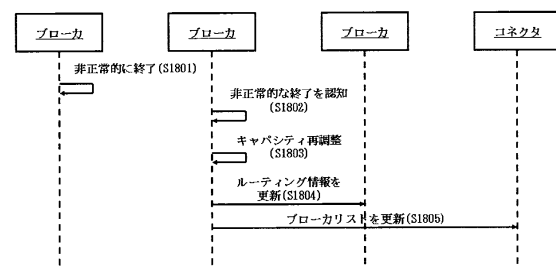 ブローカ
ブローカ
ブローカ
コネクタ
非正常的に終了(S1801)
非正常的な終了を認知
(S1802)
キャパシティ再調整
(S1803)
ルーティング情報を
更新(S1804)
ブローカリストを更新(S1805)